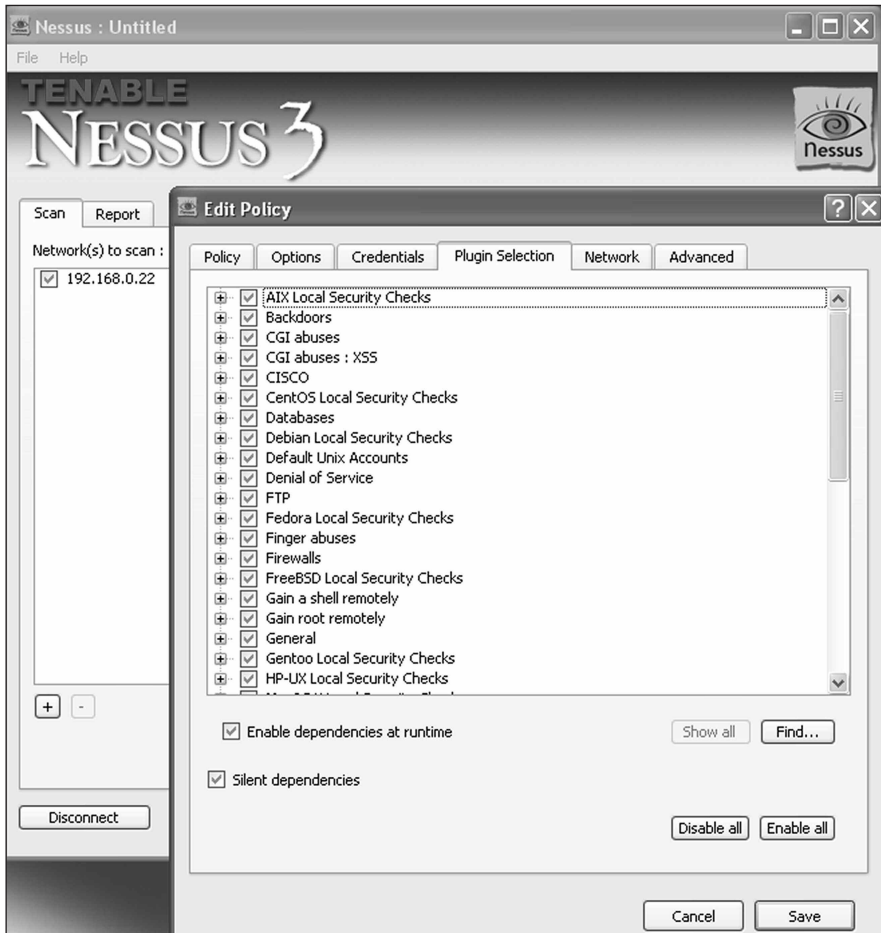 Nessus : Untitled
File Help
TENABLE
NESSUS 3
nessus
Scan Report
Network(s) to scan :
192.168.0.22
+ -
Disconnect
Edit Policy
Policy Options Credentials Plugin Selection Network Advanced
AIX Local Security Checks
Backdoors
CGI abuses
CGI abuses : XSS
CISCO
CentOS Local Security Checks
Databases
Debian Local Security Checks
Default Unix Accounts
Denial of Service
FTP
Fedora Local Security Checks
Finger abuses
Firewalls
FreeBSD Local Security Checks
Gain a shell remotely
Gain root remotely
General
Gentoo Local Security Checks
HP-UX Local Security Checks
Enable dependencies at runtime
Show all Find...
Silent dependencies
Disable all Enable all
Cancel Save